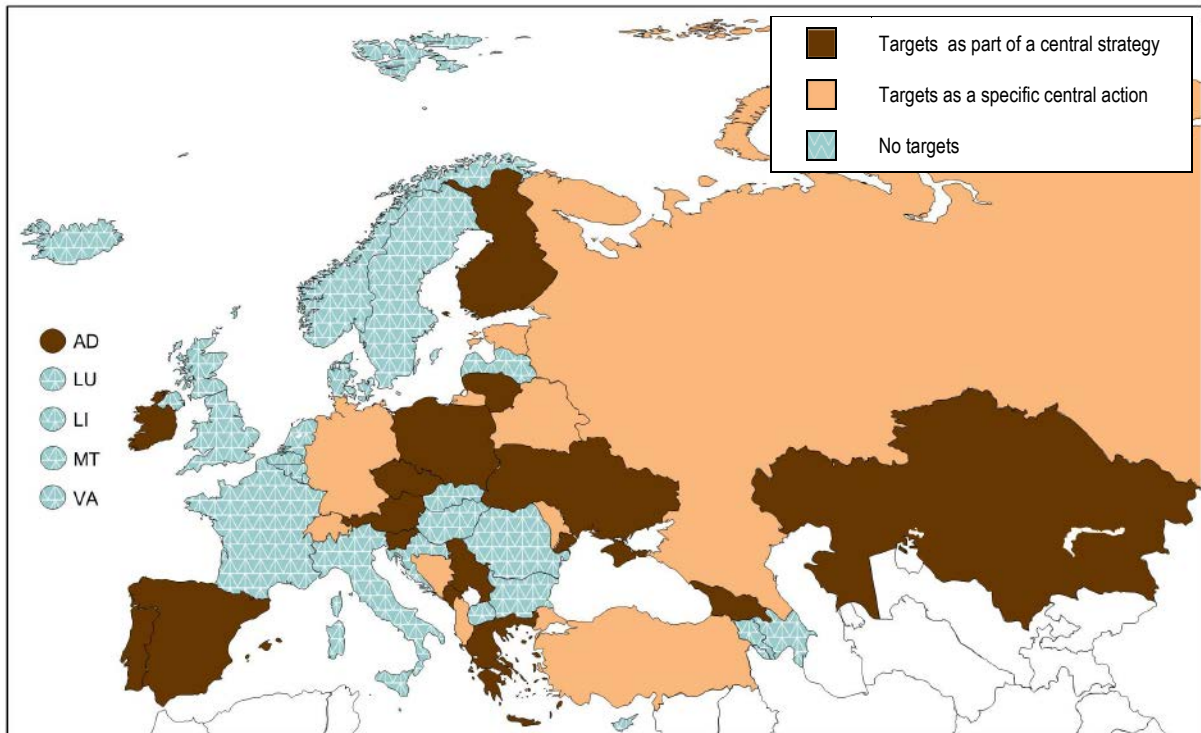 Targets as part of a central strategy
Targets as a specific central action
No targets
AD
LU
LI
MT
VA